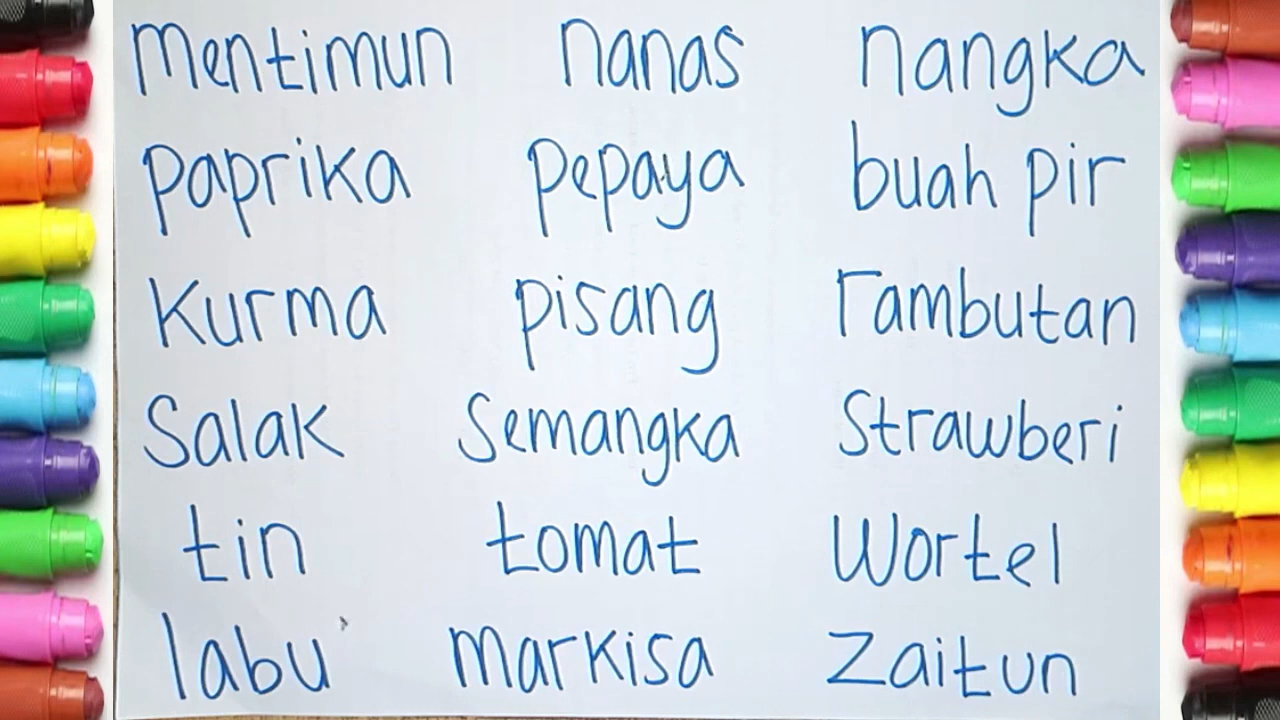 mentimun nanas nangka
paprika pepaya buah pir
kurma pisang rambutan
Salak Semangka Strawberi
tin tomat Wortel
labu markisa Zaitun